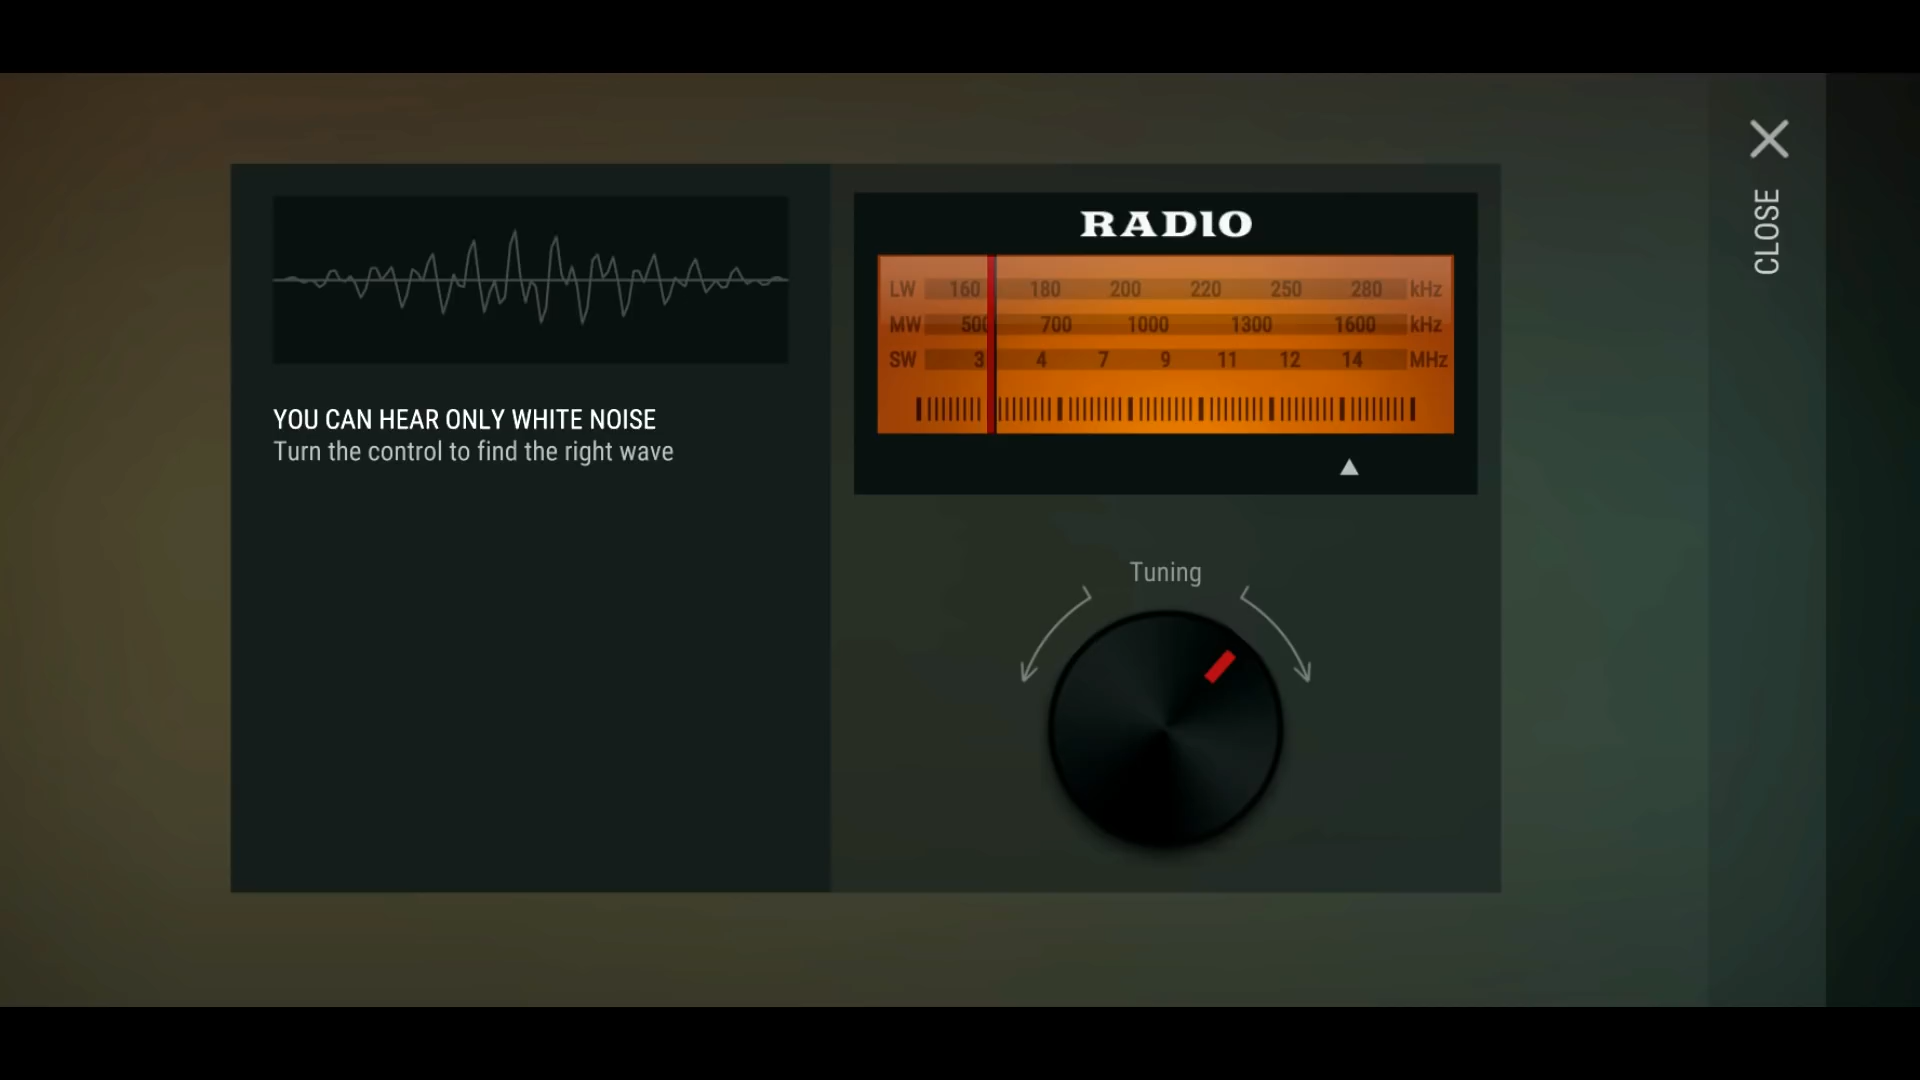 CLOSE
RADIO
LW 160 180 200 220 250 280 kHz
MW 500 700 1000 1300 1600 kHz
SW 3 4 7 9 11 12 14 MHz
YOU CAN HEAR ONLY WHITE NOISE
Turn the control to find the right wave
Tuning